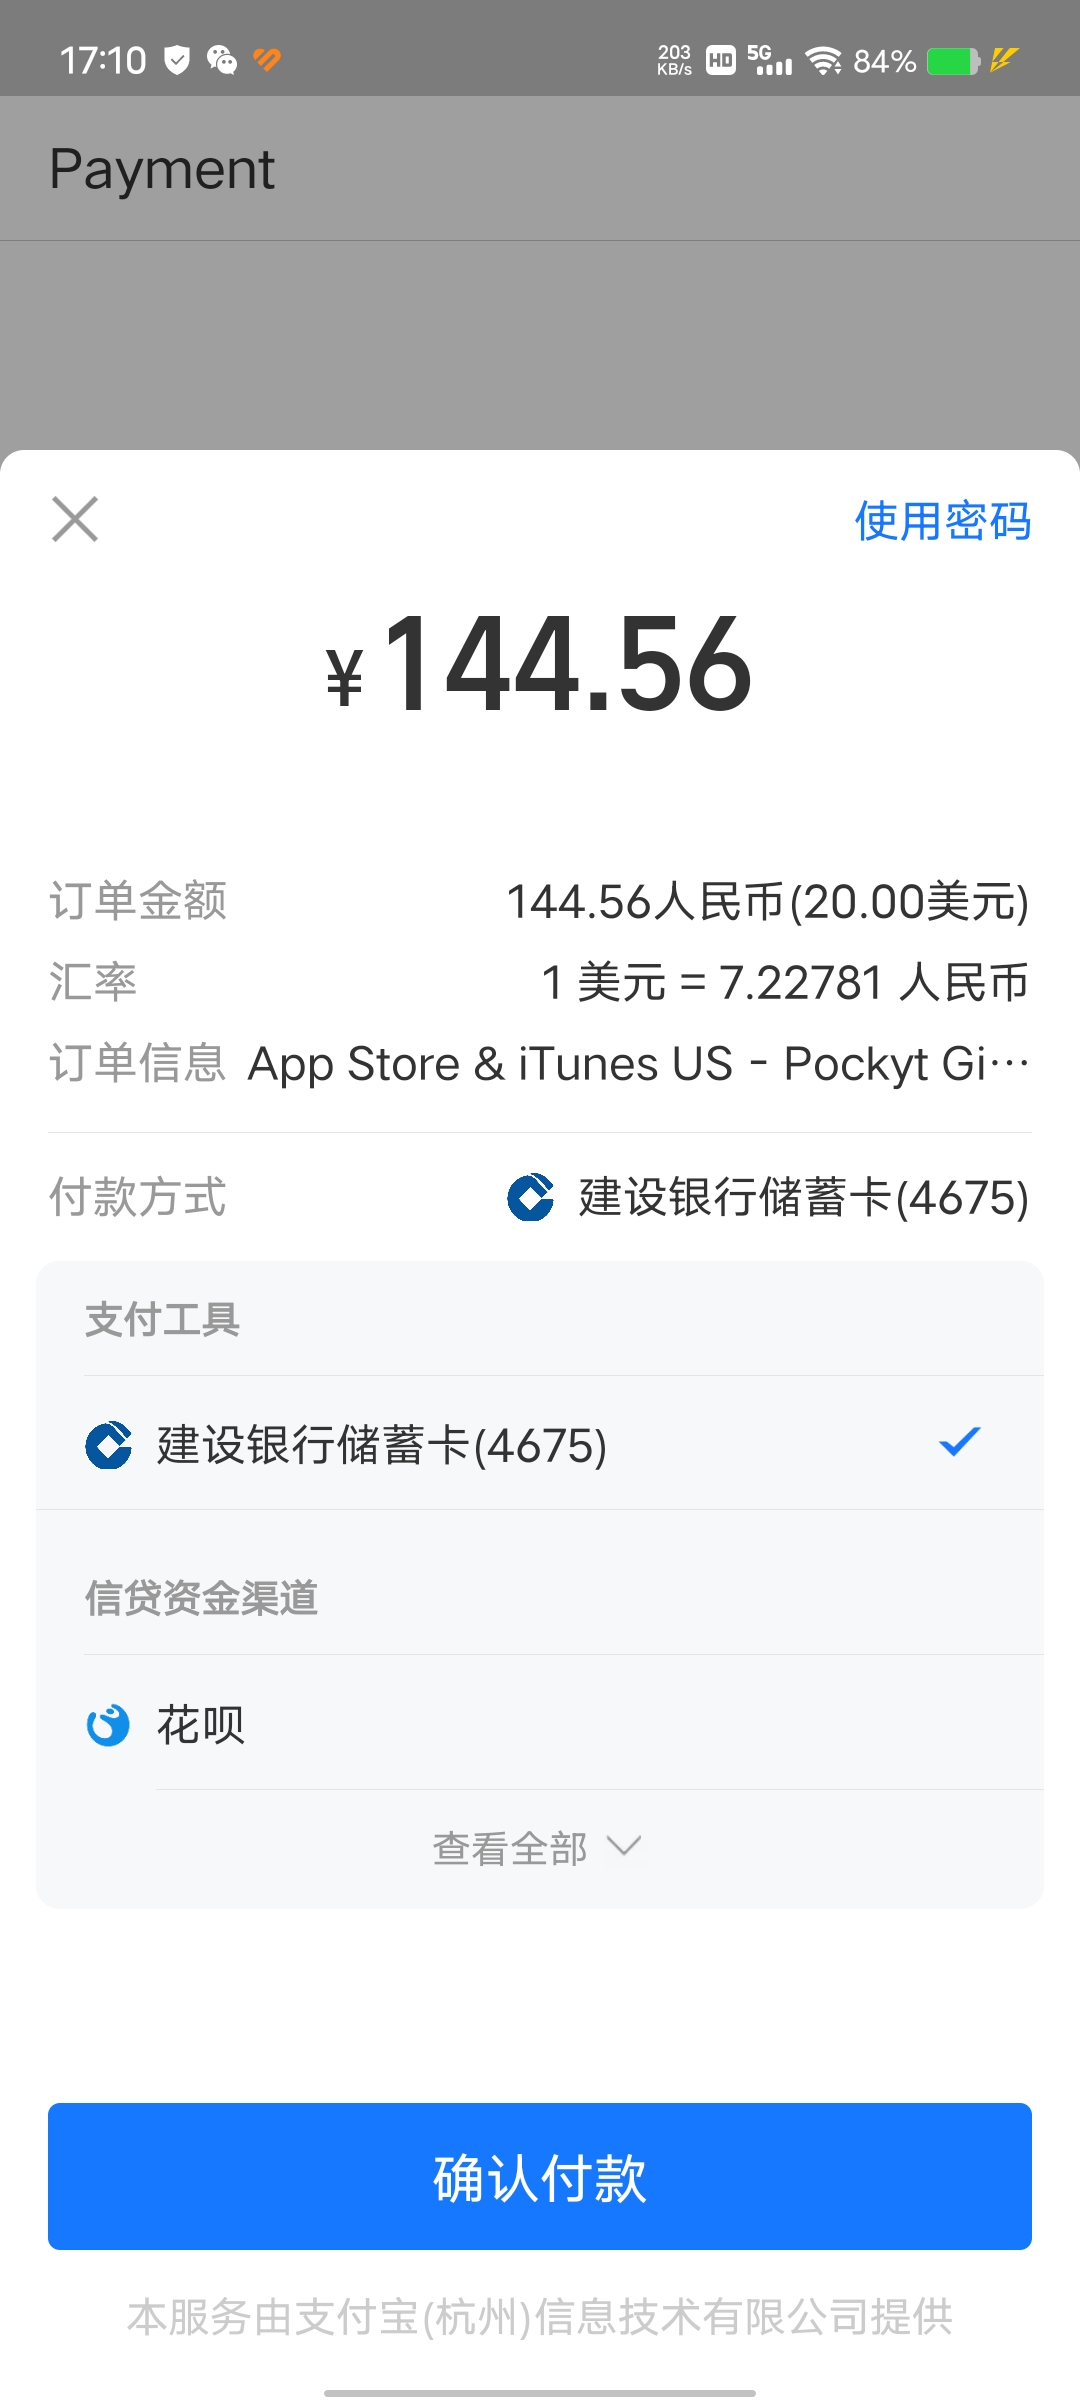 17:10 203 KB/s HD 5G 84%
Payment
使用密码
¥144.56
订单金额 144.56人民币(20.00美元)
汇率 1 美元 = 7.22781 人民币
订单信息 App Store & iTunes US - Pockyt Gi···
付款方式 建设银行储蓄卡(4675)
支付工具
建设银行储蓄卡(4675)
信贷资金渠道
花呗
查看全部
确认付款
本服务由支付宝(杭州)信息技术有限公司提供